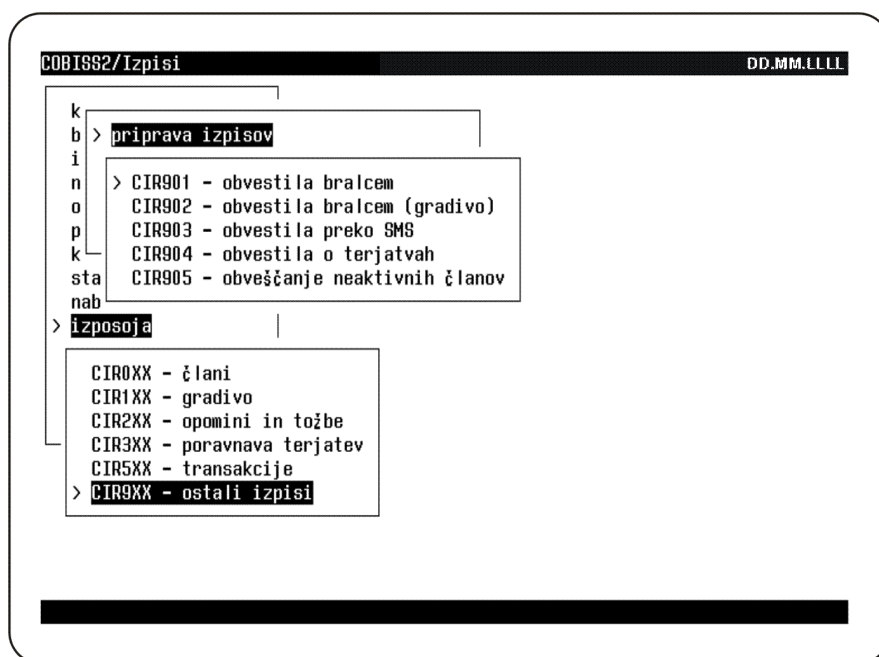 COBISS2/Izpisi DD.MM.LLLL
k
b > priprava izpisov
i
n > CIR901 – obvestila bralcem
o CIR902 – obvestila bralcem (gradivo)
p CIR903 – obvestila preko SMS
k CIR904 – obvestila o terjatvah
sta CIR905 – obveščanje neaktivnih članov
nab
> izposoja
CIR0XX – člani
CIR1XX – gradivo
CIR2XX – opomini in tožbe
CIR3XX – poravnava terjatev
CIR5XX – transakcije
> CIR9XX – ostali izpisi